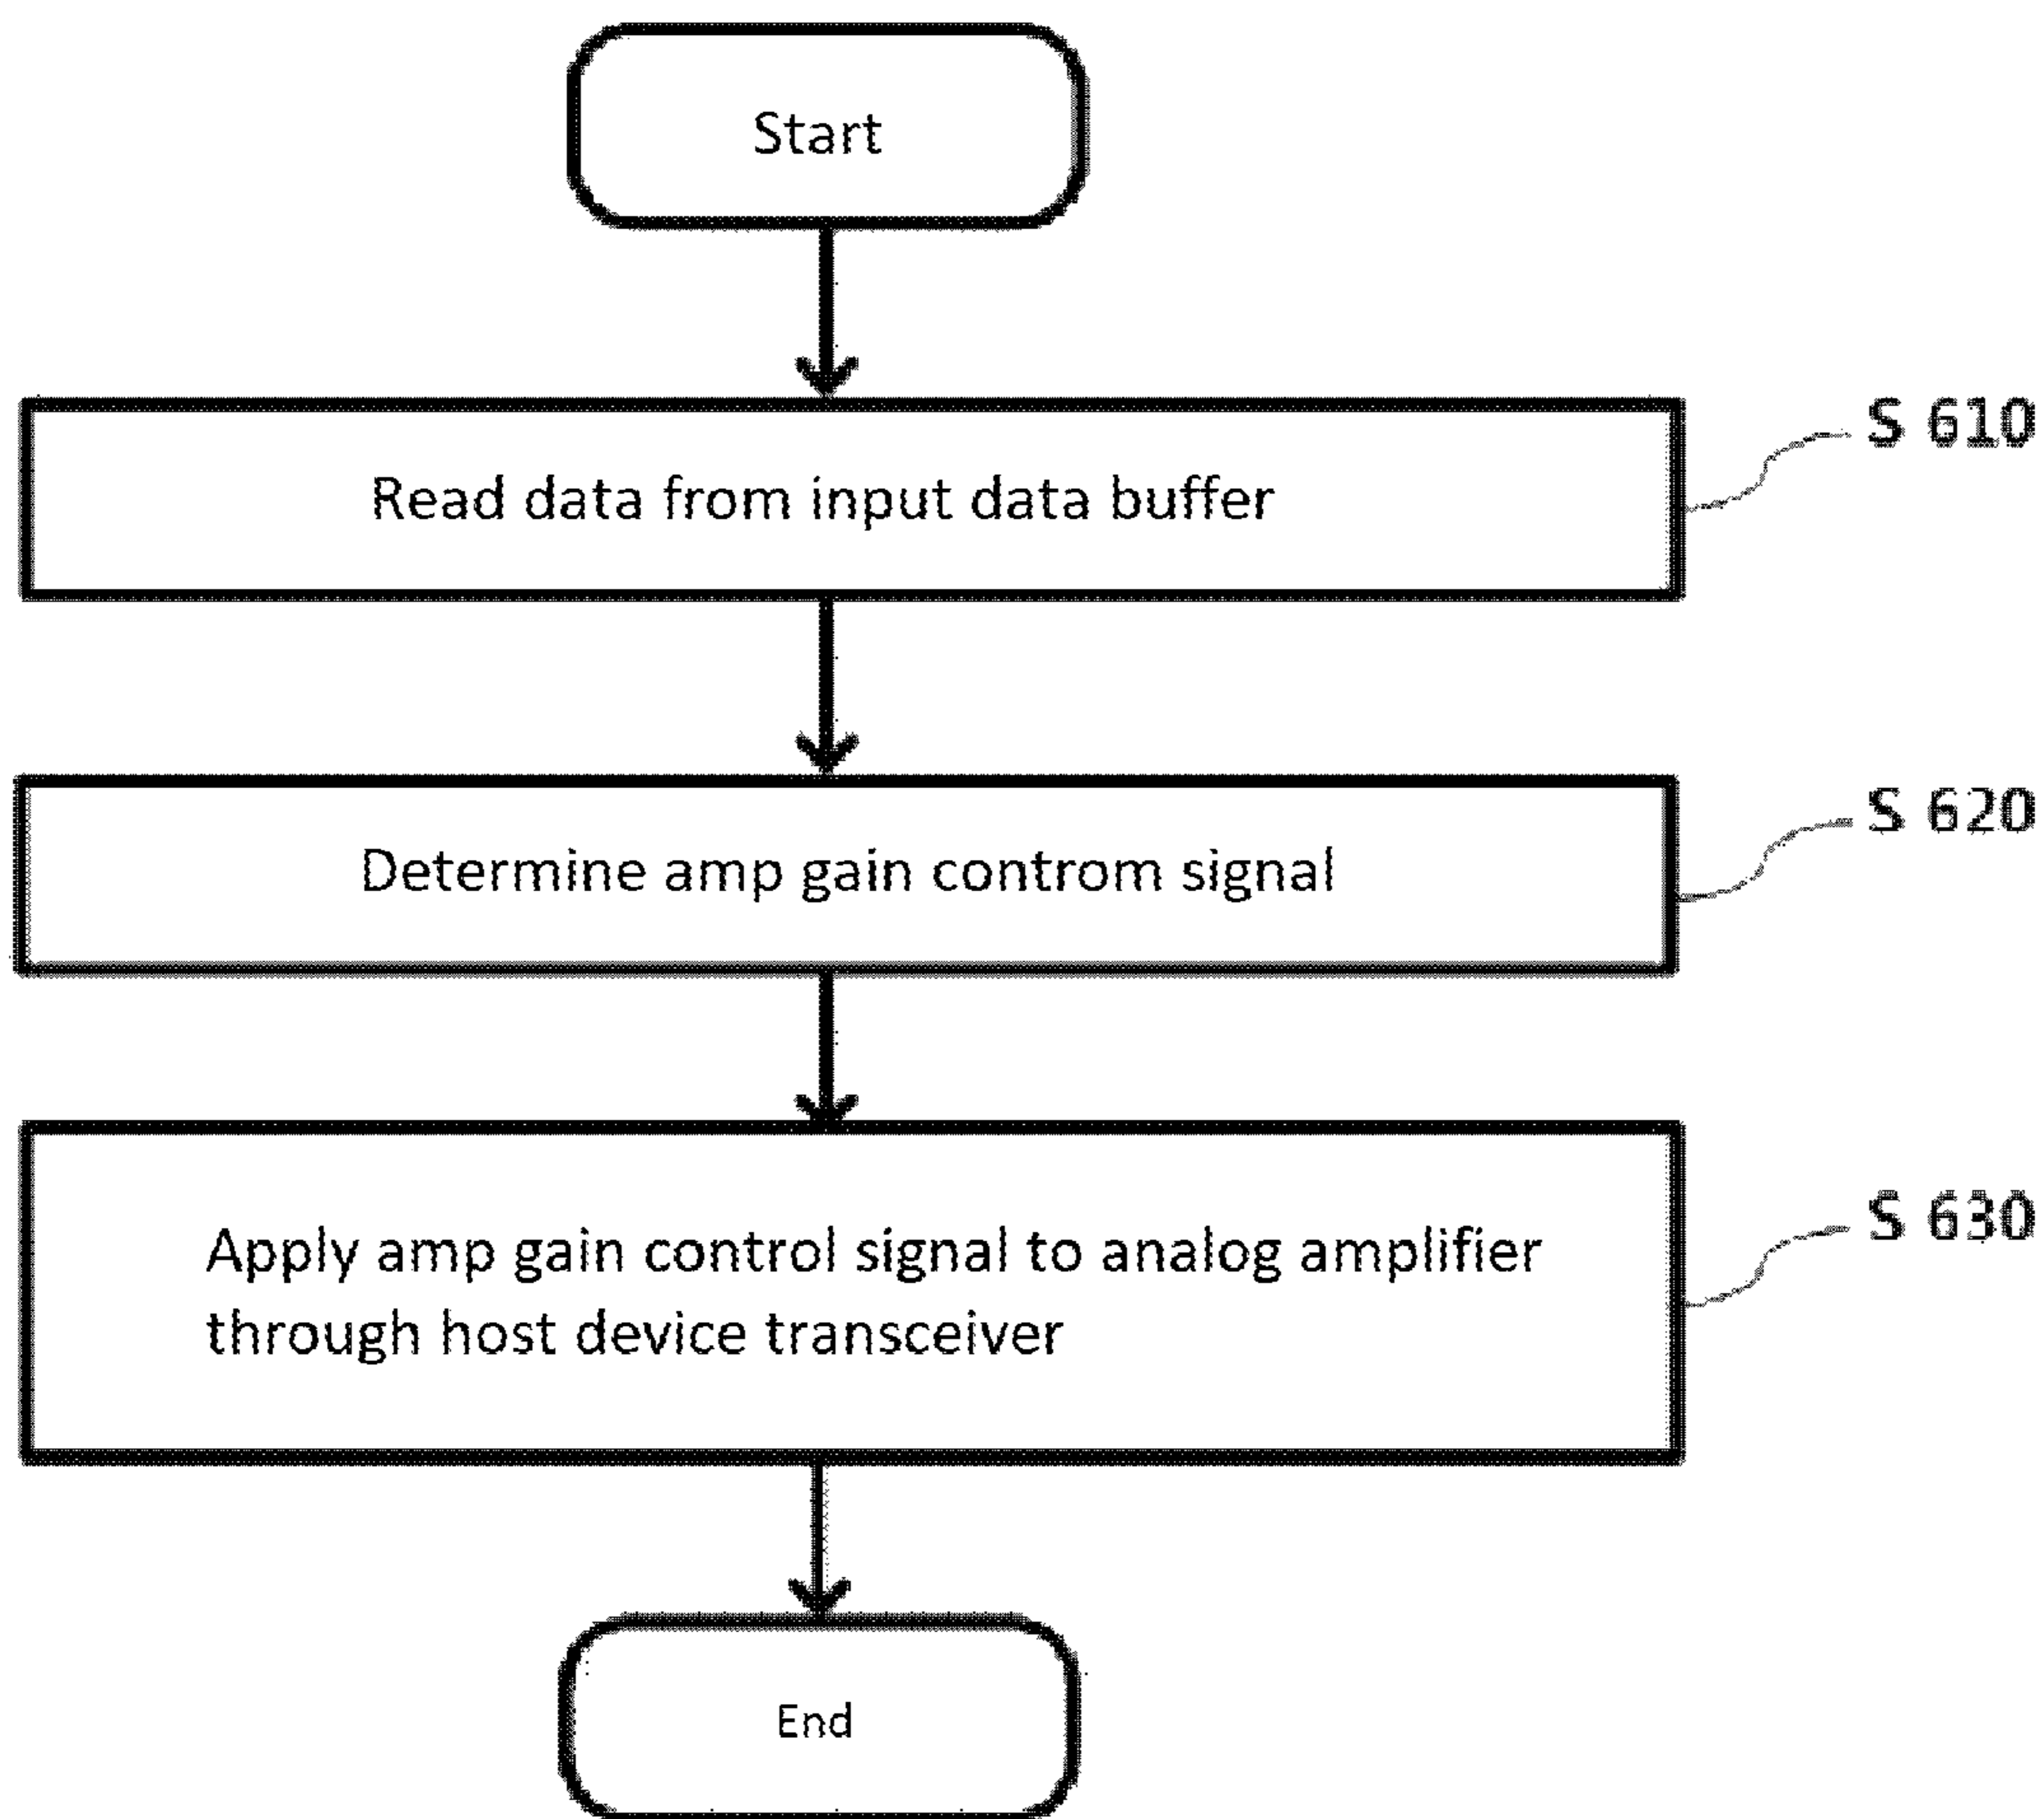 Start
S 610
Read data from input data buffer
S 620
Determine amp gain controm signal
S 630
Apply amp gain control signal to analog amplifier
through host device transceiver
End